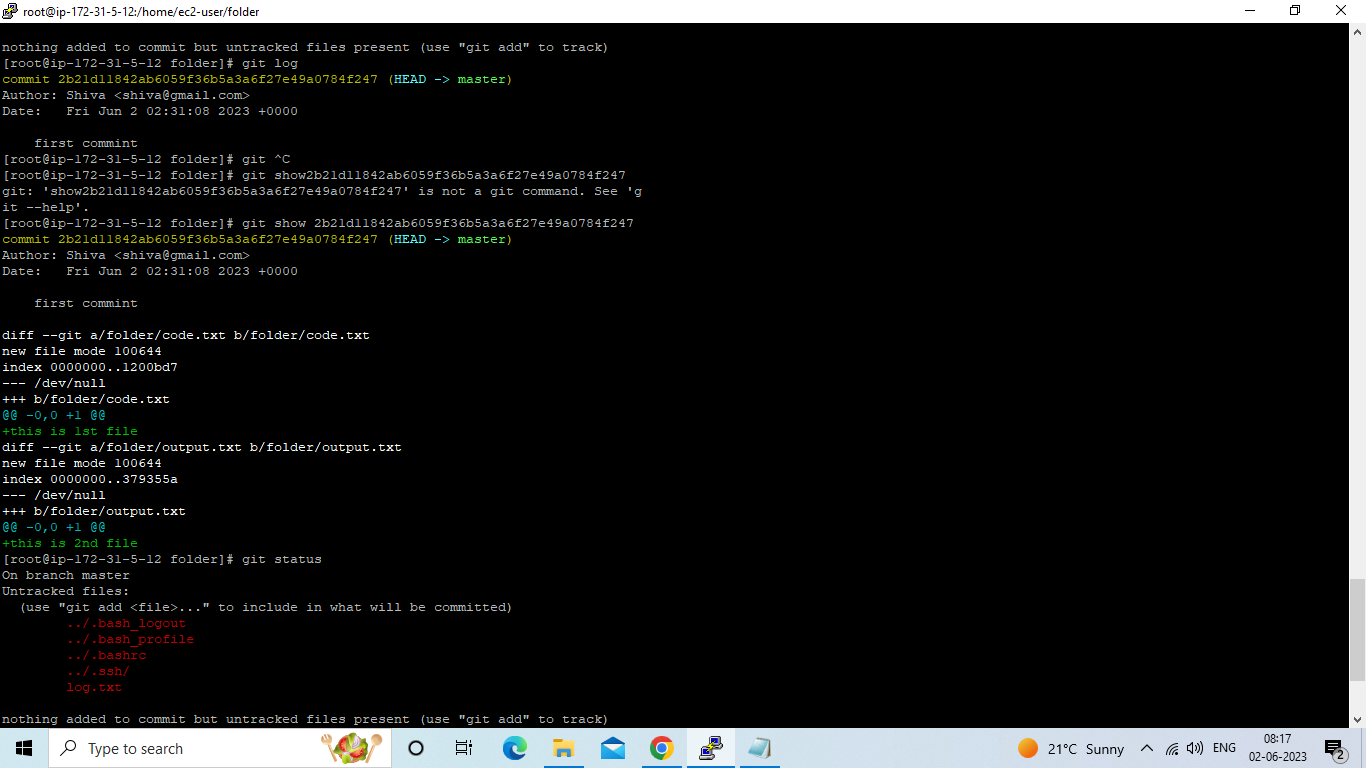 root@ip-172-31-5-12:/home/ec2-user/folder
nothing added to commit but untracked files present (use "git add" to track)
[root@ip-172-31-5-12 folder]# git log
commit 2b21d11842ab6059f36b5a3a6f27e49a0784f247 (HEAD -> master)
Author: Shiva <shiva@gmail.com>
Date:   Fri Jun 2 02:31:08 2023 +0000
    first commint
[root@ip-172-31-5-12 folder]# git ^C
[root@ip-172-31-5-12 folder]# git show2b21d11842ab6059f36b5a3a6f27e49a0784f247
git: 'show2b21d11842ab6059f36b5a3a6f27e49a0784f247' is not a git command. See 'g
it --help'.
[root@ip-172-31-5-12 folder]# git show 2b21d11842ab6059f36b5a3a6f27e49a0784f247
commit 2b21d11842ab6059f36b5a3a6f27e49a0784f247 (HEAD -> master)
Author: Shiva <shiva@gmail.com>
Date:   Fri Jun 2 02:31:08 2023 +0000
    first commint
diff --git a/folder/code.txt b/folder/code.txt
new file mode 100644
index 0000000..1200bd7
--- /dev/null
+++ b/folder/code.txt
@@ -0,0 +1 @@
+this is 1st file
diff --git a/folder/output.txt b/folder/output.txt
new file mode 100644
index 0000000..379355a
--- /dev/null
+++ b/folder/output.txt
@@ -0,0 +1 @@
+this is 2nd file
[root@ip-172-31-5-12 folder]# git status
On branch master
Untracked files:
  (use "git add <file>..." to include in what will be committed)
        ../.bash_logout
        ../.bash_profile
        ../.bashrc
        ../.ssh/
        log.txt
nothing added to commit but untracked files present (use "git add" to track)
Type to search
21°C Sunny
ENG
08:17
02-06-2023
2